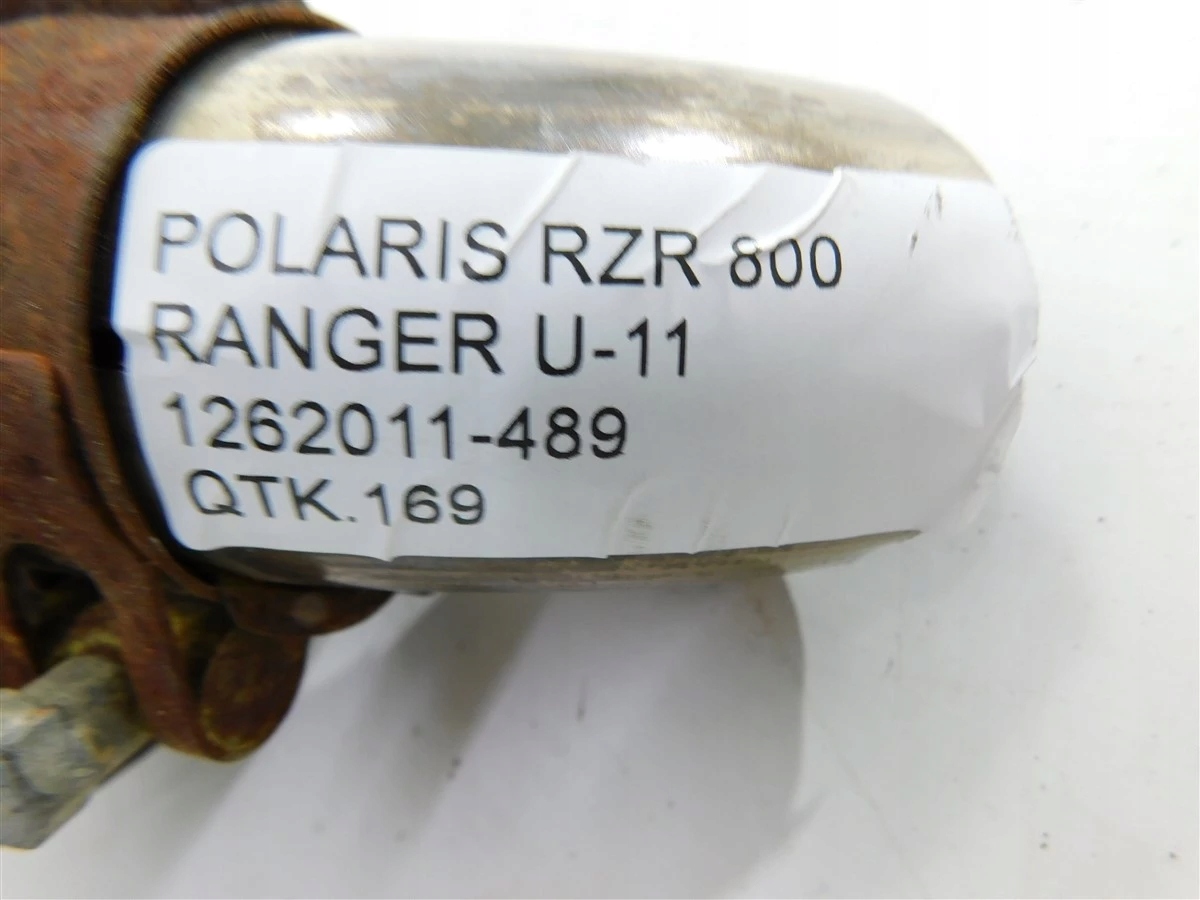 POLARIS RZR 800
RANGER U-11
1262011-489
QTK.169